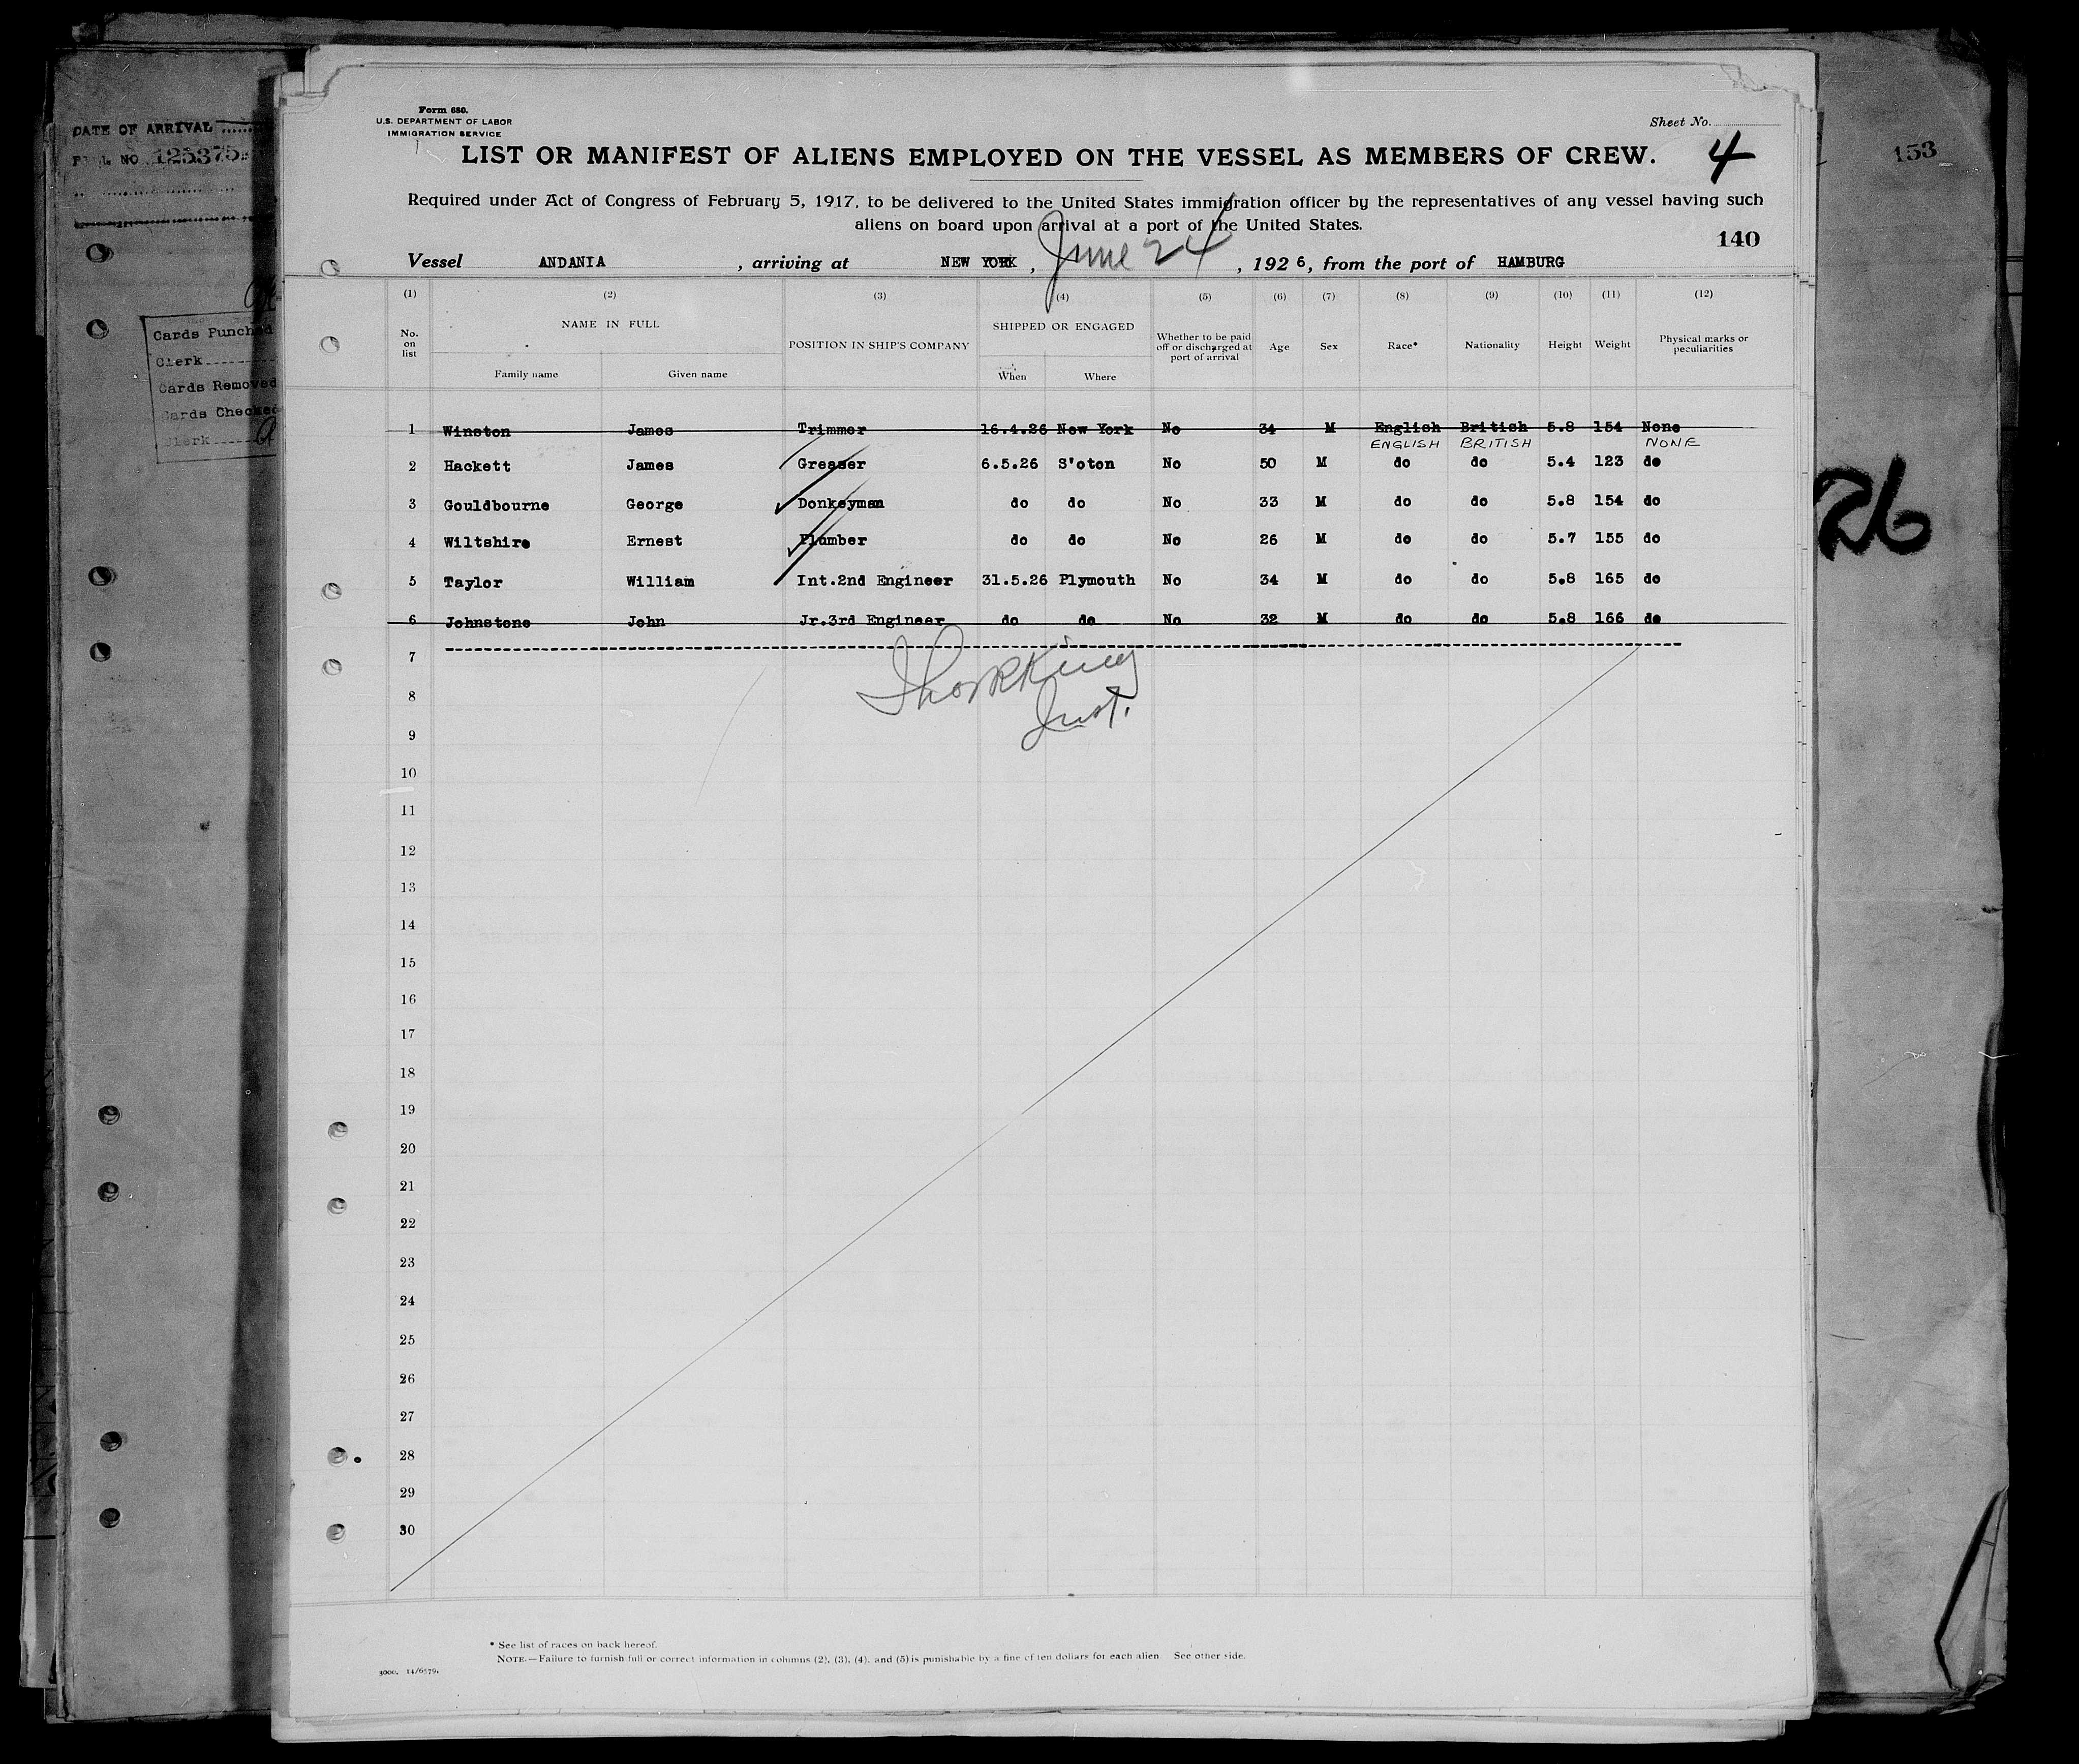 DATE OF ARRIVAL
NO. 125375
Cards Punched
Clerk
Cards Removed
Cards Checked
Clerk
153
26
Form 680.
U.S. DEPARTMENT OF LABOR
IMMIGRATION SERVICE
Sheet No.
4
LIST OR MANIFEST OF ALIENS EMPLOYED ON THE VESSEL AS MEMBERS OF CREW.
Required under Act of Congress of February 5, 1917, to be delivered to the United States immigration officer by the representatives of any vessel having such
aliens on board upon arrival at a port of the United States.
140
Vessel ANDANIA, arriving at NEW YORK, June 24, 1926, from the port of HAMBURG
(1) (2) (3) (4) (5) (6) (7) (8) (9) (10) (11) (12)
No. on list NAME IN FULL POSITION IN SHIP'S COMPANY SHIPPED OR ENGAGED Whether to be paid off or discharged at port of arrival Age Sex Race* Nationality Height Weight Physical marks or peculiarities
Family name Given name When Where
1 Winston James Trimmer 16.4.26 New York No 34 M English British 5.8 154 None
ENGLISH BRITISH NONE
2 Hackett James Greaser 6.5.26 S'oton No 50 M do do 5.4 123 do
3 Gouldbourne George Donkeyman do do No 33 M do do 5.8 154 do
4 Wiltshire Ernest Plumber do do No 26 M do do 5.7 155 do
5 Taylor William Int.2nd Engineer 31.5.26 Plymouth No 34 M do do 5.8 165 do
6 Johnstone John Jr.3rd Engineer do do No 32 M do do 5.8 166 do
7
8
9
10
11
12
13
14
15
16
17
18
19
20
21
22
23
24
25
26
27
28
29
30
* See list of races on back hereof.
NOTE.—Failure to furnish full or correct information in columns (2), (3), (4), and (5) is punishable by a fine of ten dollars for each alien. See other side.
3000. 14/6579.